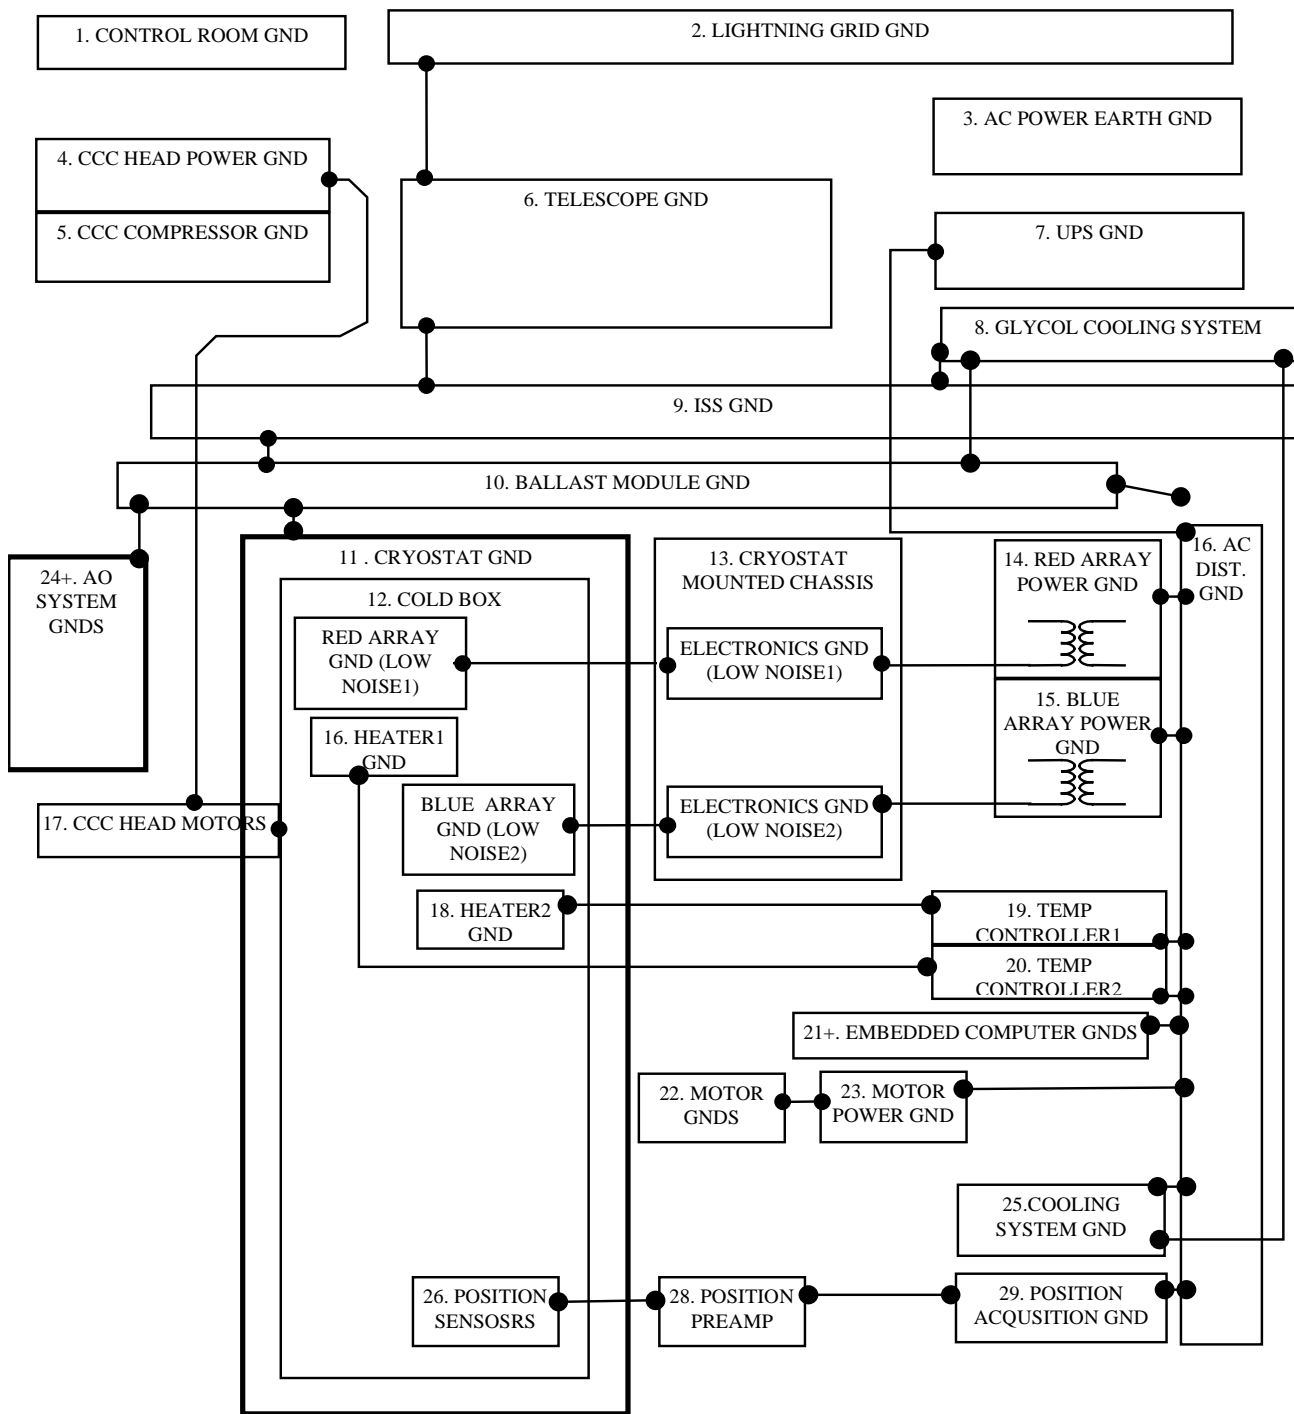 1. CONTROL ROOM GND
2. LIGHTNING GRID GND
3. AC POWER EARTH GND
4. CCC HEAD POWER GND
5. CCC COMPRESSOR GND
6. TELESCOPE GND
7. UPS GND
8. GLYCOL COOLING SYSTEM
9. ISS GND
10. BALLAST MODULE GND
24+. AO
SYSTEM
GNDS
11 . CRYOSTAT GND
12. COLD BOX
RED ARRAY
GND (LOW
NOISE1)
16. HEATER1
GND
BLUE  ARRAY
GND (LOW
NOISE2)
17. CCC HEAD MOTORS
18. HEATER2
GND
13. CRYOSTAT
MOUNTED CHASSIS
ELECTRONICS GND
(LOW NOISE1)
ELECTRONICS GND
(LOW NOISE2)
14. RED ARRAY
POWER GND
15. BLUE
ARRAY POWER
GND
16. AC
DIST.
GND
19. TEMP
CONTROLLER1
20. TEMP
CONTROLLER2
21+. EMBEDDED COMPUTER GNDS
22. MOTOR
GNDS
23. MOTOR
POWER GND
25.COOLING
SYSTEM GND
26. POSITION
SENSOSRS
28. POSITION
PREAMP
29. POSITION
ACQUSITION GND